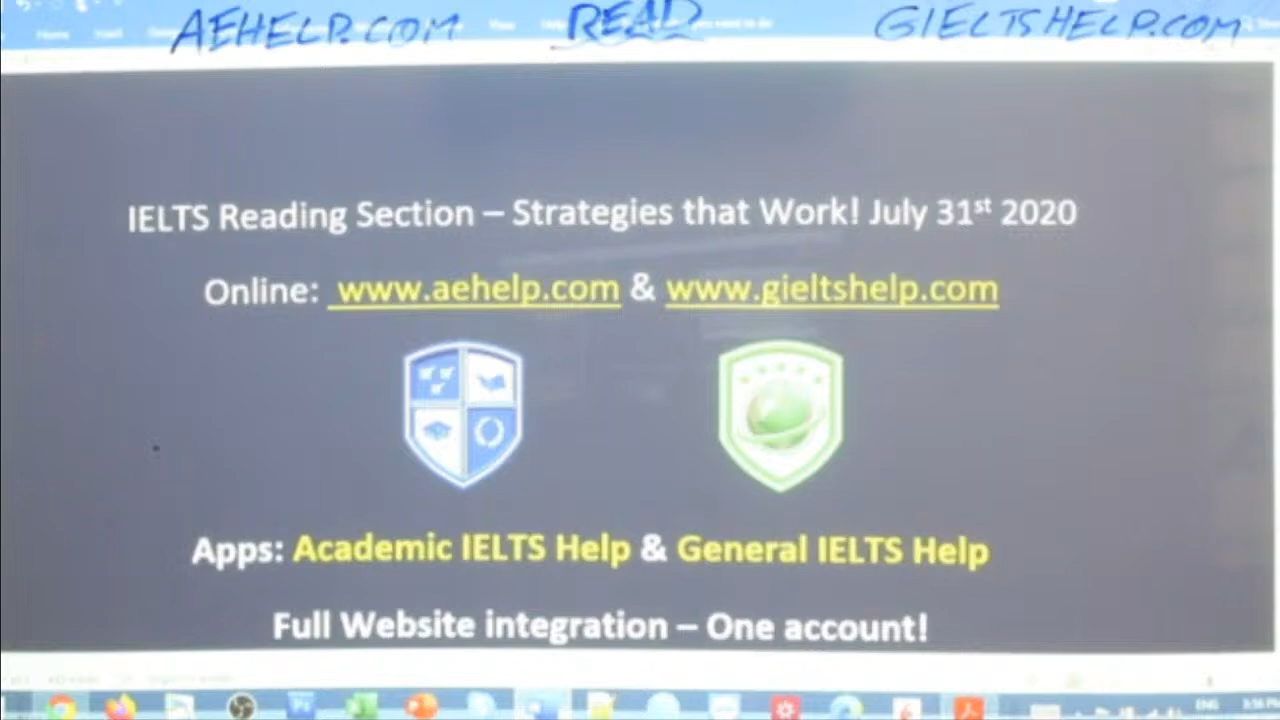 AEHELP.COM READ GIELTSHELP.COM
IELTS Reading Section – Strategies that Work! July 31st 2020
Online: www.aehelp.com & www.gieltshelp.com
Apps: Academic IELTS Help & General IELTS Help
Full Website integration – One account!
ENG